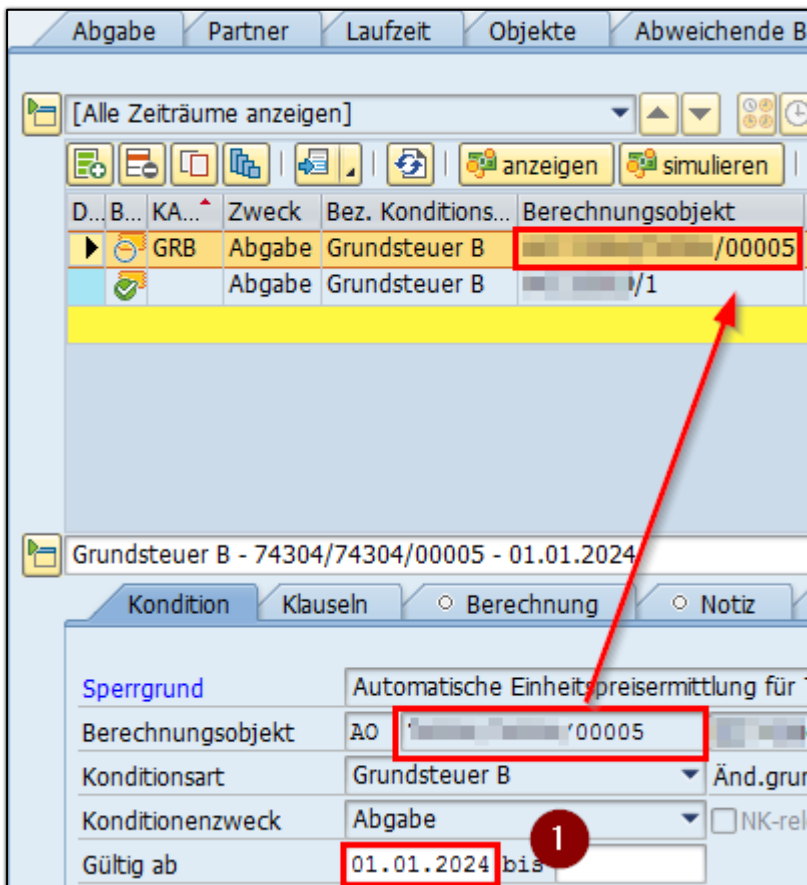 Abgabe Partner Laufzeit Objekte Abweichende B
[Alle Zeiträume anzeigen]
anzeigen simulieren
D.. B... KA... Zweck Bez. Konditions... Berechnungsobjekt
GRB Abgabe Grundsteuer B /00005
Abgabe Grundsteuer B /1
Grundsteuer B - 74304/74304/00005 - 01.01.2024
Kondition Klauseln Berechnung Notiz
Sperrgrund Automatische Einheitspreisermittlung für
Berechnungsobjekt AO /00005
Konditionsart Grundsteuer B Änd.grun
Konditionenzweck Abgabe NK-rel
1
Gültig ab 01.01.2024 bis